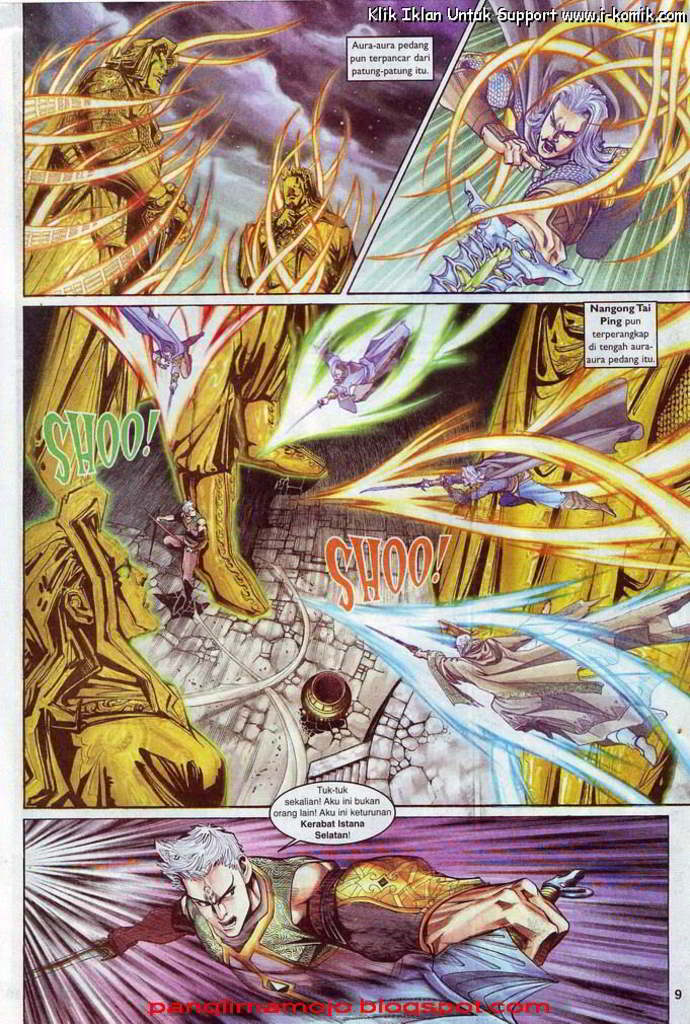 Klik Iklan Untuk Support www.i-komik.com
Aura-aura pedang
pun terpancar dari
patung-patung itu.
Nangong Tai
Ping pun
terperangkap
di tengah aura-
aura pedang itu.
SHOO!
SHOO!
Tuk-tuk
sekalian! Aku ini bukan
orang lain! Aku ini keturunan
Kerabat Istana
Selatan!
9
panglimamojo.blogspot.com